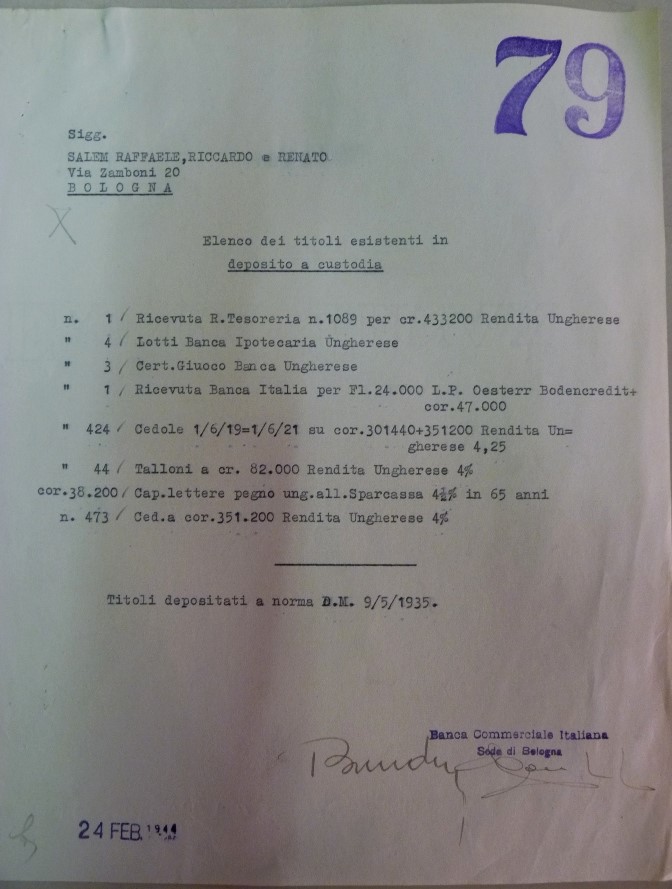 79
Sigg.
SALEM RAFFAELE,RICCARDO e RENATO
Via Zamboni 20
BOLOGNA
Elenco dei titoli esistenti in
deposito a custodia
n. 1/ Ricevuta R.Tesoreria n.1089 per cr.433200 Rendita Ungherese
" 4/ Lotti Banca Ipotecaria Ungherese
" 3/ Cert.Giuoco Banca Ungherese
" 1/ Ricevuta Banca Italia per Fl.24.000 L.P. Oesterr Bodencredit+
cor.47.000
" 424/ Cedole 1/6/19=1/6/21 su cor.301440+351200 Rendita Un=
gherese 4,25
" 44/ Talloni a cr. 82.000 Rendita Ungherese 4%
cor.38.200/ Cap.lettere pegno ung.all.Sparcassa 4½% in 65 anni
n. 473/ Ced.a cor.351.200 Rendita Ungherese 4%
Titoli depositati a norma D.M. 9/5/1935.
Banca Commerciale Italiana
Sede di Bologna
24 FEB. 1944